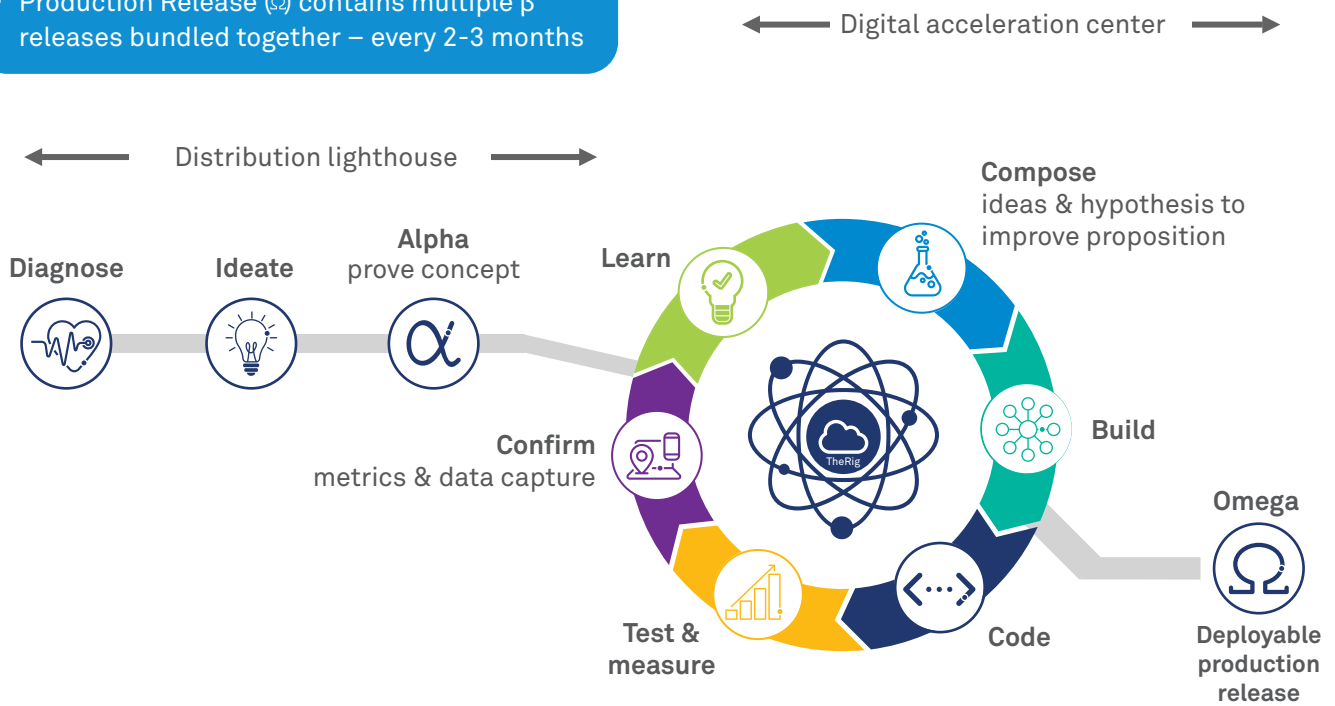 Production Release (Ω) contains multiple β
releases bundled together – every 2-3 months
Digital acceleration center
Distribution lighthouse
Diagnose
Ideate
Alpha
prove concept
Learn
Compose
ideas & hypothesis to
improve proposition
Confirm
metrics & data capture
TheRig
Build
Test &
measure
Code
Omega
Ω
Deployable
production
release